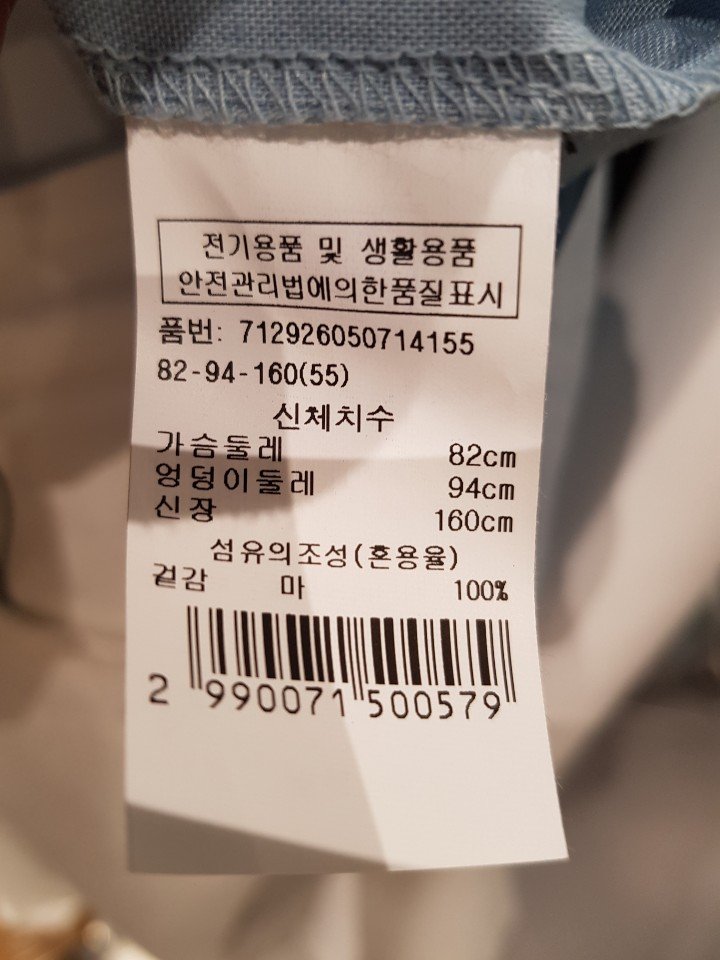 전기용품 및 생활용품
안전관리법에의한품질표시
품번: 712926050714155
82-94-160(55)
신체치수
가슴둘레 82cm
엉덩이둘레 94cm
신장 160cm
섬유의조성(혼용율)
겉감 마 100%
2 990071 500579